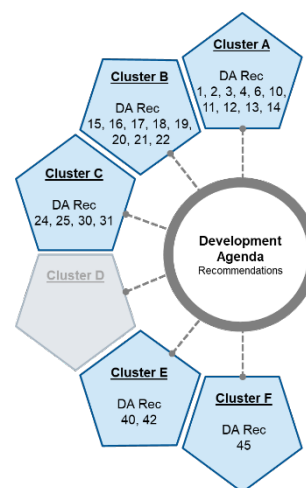 Cluster A
DA Rec
1, 2, 3, 4, 6, 10,
11, 12, 13, 14
Cluster B
DA Rec
15, 16, 17, 18, 19,
20, 21, 22
Cluster C
DA Rec
24, 25, 30, 31
Development
Agenda
Recommendations
Cluster D
Cluster E
DA Rec
40, 42
Cluster F
DA Rec
45